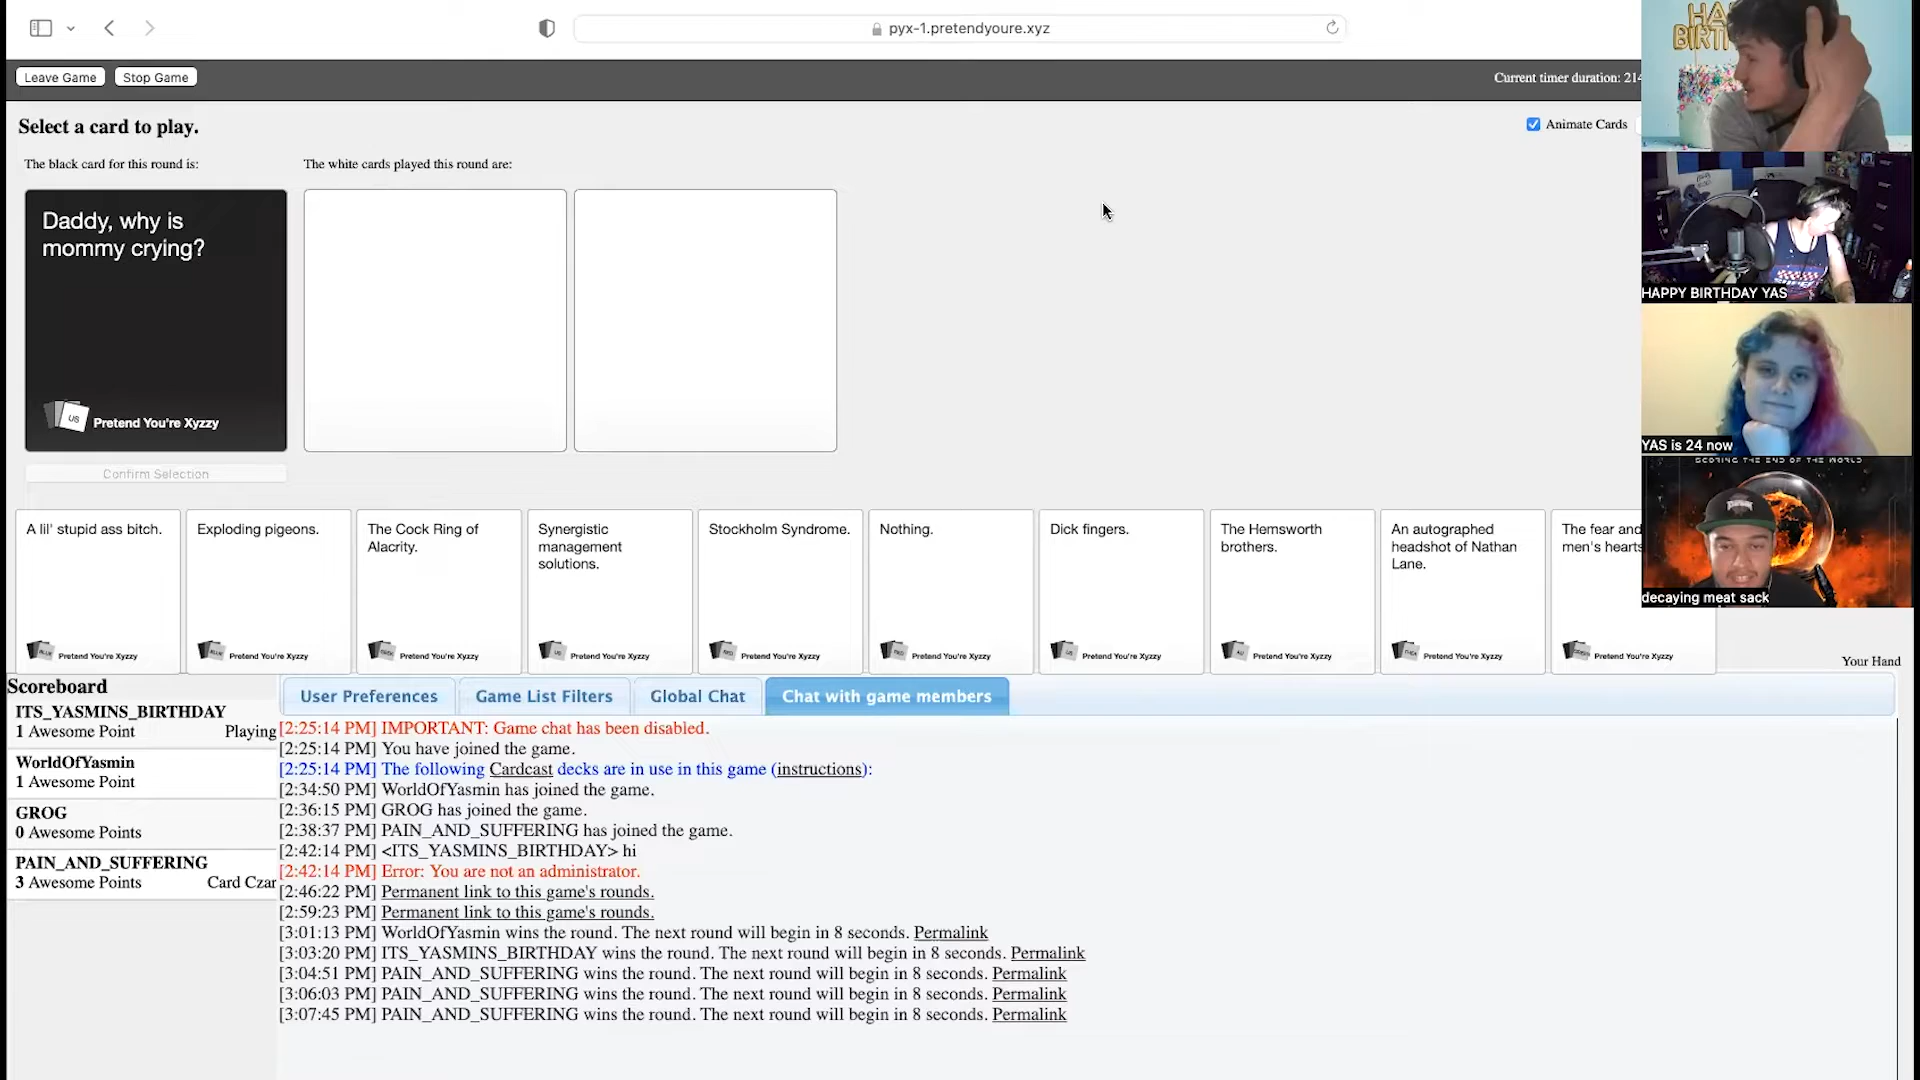 pyx-1.pretendyoure.xyz
Leave Game
Stop Game
Current timer duration: 214
Select a card to play.
Animate Cards
The black card for this round is:
The white cards played this round are:
Daddy, why is
mommy crying?
US
Pretend You're Xyzzy
Confirm Selection
HAPPY BIRTHDAY YAS
YAS is 24 now
SCORING THE END OF THE WORLD
decaying meat sack
A lil' stupid ass bitch.
Pretend You're Xyzzy
Exploding pigeons.
Pretend You're Xyzzy
The Cock Ring of
Alacrity.
Pretend You're Xyzzy
Synergistic
management
solutions.
Pretend You're Xyzzy
Stockholm Syndrome.
Pretend You're Xyzzy
Nothing.
Pretend You're Xyzzy
Dick fingers.
Pretend You're Xyzzy
The Hemsworth
brothers.
Pretend You're Xyzzy
An autographed
headshot of Nathan
Lane.
Pretend You're Xyzzy
The fear and
men's hearts
Pretend You're Xyzzy
Your Hand
Scoreboard
ITS_YASMINS_BIRTHDAY
1 Awesome Point
Playing
WorldOfYasmin
1 Awesome Point
GROG
0 Awesome Points
PAIN_AND_SUFFERING
3 Awesome Points
Card Czar
User Preferences
Game List Filters
Global Chat
Chat with game members
[2:25:14 PM] IMPORTANT: Game chat has been disabled.
[2:25:14 PM] You have joined the game.
[2:25:14 PM] The following Cardcast decks are in use in this game (instructions):
[2:34:50 PM] WorldOfYasmin has joined the game.
[2:36:15 PM] GROG has joined the game.
[2:38:37 PM] PAIN_AND_SUFFERING has joined the game.
[2:42:14 PM] <ITS_YASMINS_BIRTHDAY> hi
[2:42:14 PM] Error: You are not an administrator.
[2:46:22 PM] Permanent link to this game's rounds.
[2:59:23 PM] Permanent link to this game's rounds.
[3:01:13 PM] WorldOfYasmin wins the round. The next round will begin in 8 seconds. Permalink
[3:03:20 PM] ITS_YASMINS_BIRTHDAY wins the round. The next round will begin in 8 seconds. Permalink
[3:04:51 PM] PAIN_AND_SUFFERING wins the round. The next round will begin in 8 seconds. Permalink
[3:06:03 PM] PAIN_AND_SUFFERING wins the round. The next round will begin in 8 seconds. Permalink
[3:07:45 PM] PAIN_AND_SUFFERING wins the round. The next round will begin in 8 seconds. Permalink